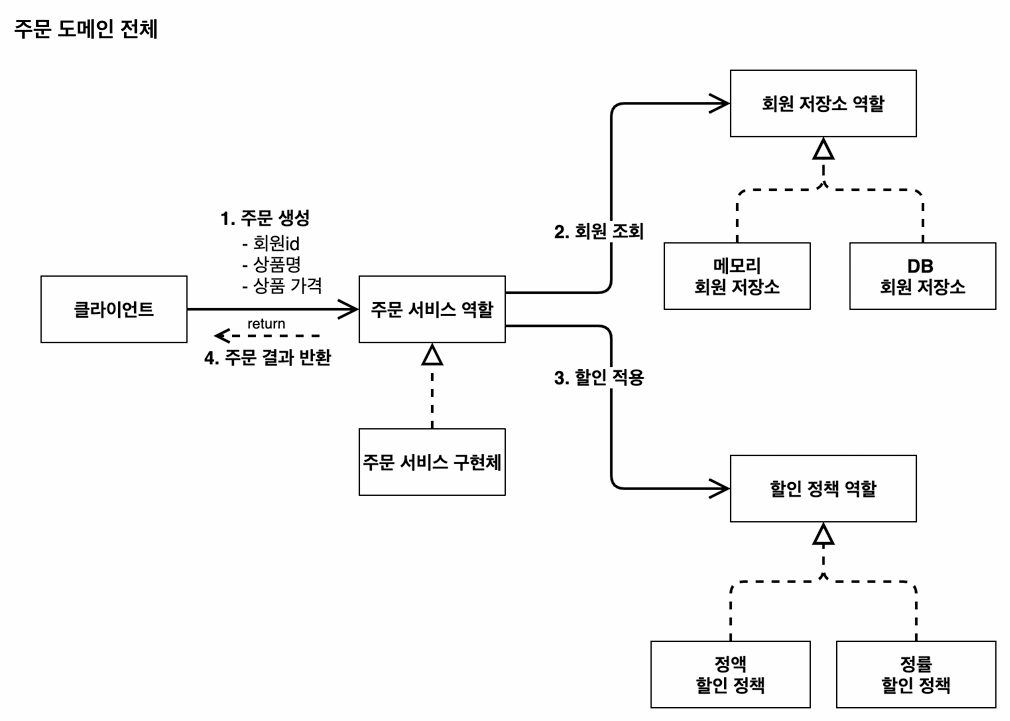 주문 도메인 전체
회원 저장소 역할
1. 주문 생성
- 회원id
- 상품명
- 상품 가격
2. 회원 조회
메모리
회원 저장소
DB
회원 저장소
클라이언트
주문 서비스 역할
return
4. 주문 결과 반환
3. 할인 적용
주문 서비스 구현체
할인 정책 역할
정액
할인 정책
정률
할인 정책